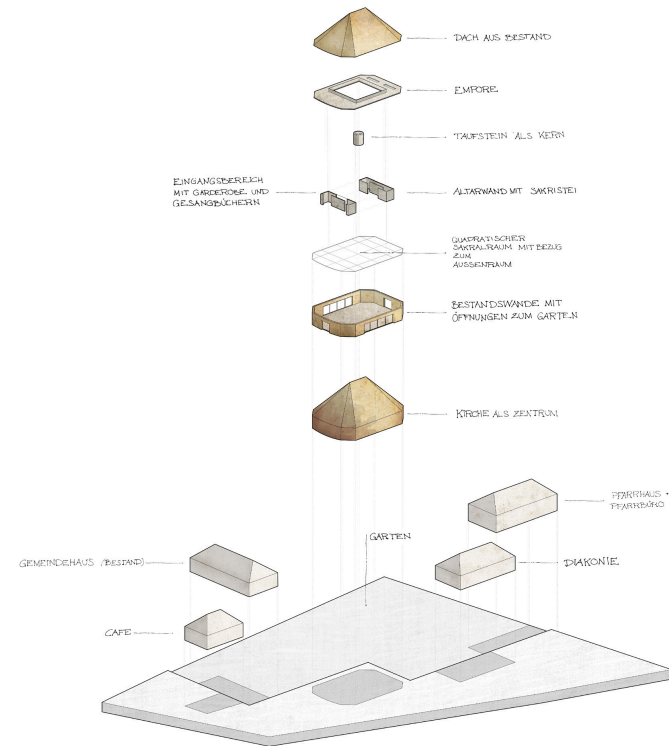 DACH AUS BESTAND
EMPORE
TAUFSTEIN ALS KERN
EINGANGSBEREICH
MIT GARDEROBE UND
GESANGBÜCHERN
ALTARWAND MIT SAKRISTEI
QUADRATISCHER
SAKRALRAUM MIT BEZUG
ZUM
AUSSENRAUM
BESTANDSWÄNDE MIT
ÖFFNUNGEN ZUM GARTEN
KIRCHE ALS ZENTRUM
PFARRHAUS +
PFARRBÜRO
GARTEN
GEMEINDEHAUS (BESTAND)
DIAKONIE
CAFE